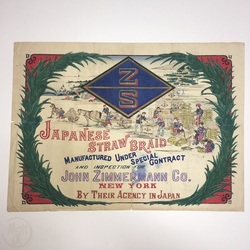 NZS
JAPANESE
STRAW BRAID
MANUFACTURED UNDER SPECIAL CONTRACT
AND INSPECTION OF
JOHN ZIMMERMANN CO.
NEW YORK
BY THEIR AGENCY IN JAPAN